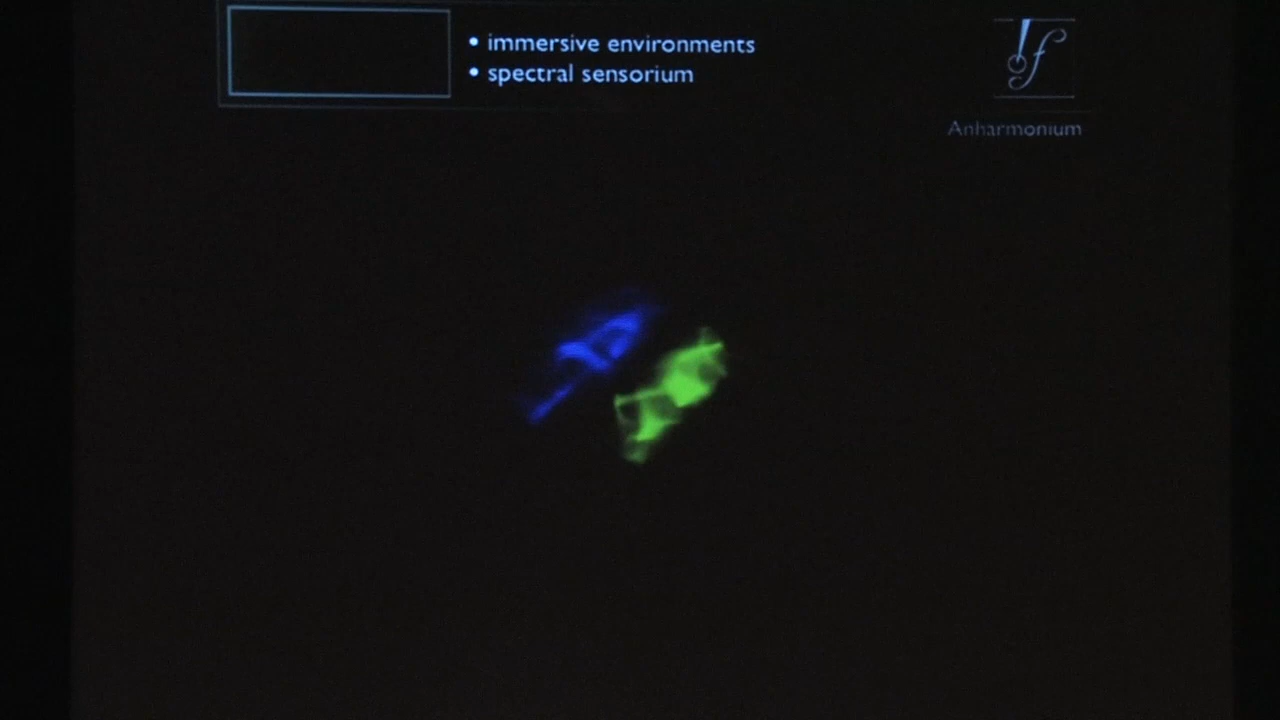 • immersive environments
• spectral sensorium
Anharmonium